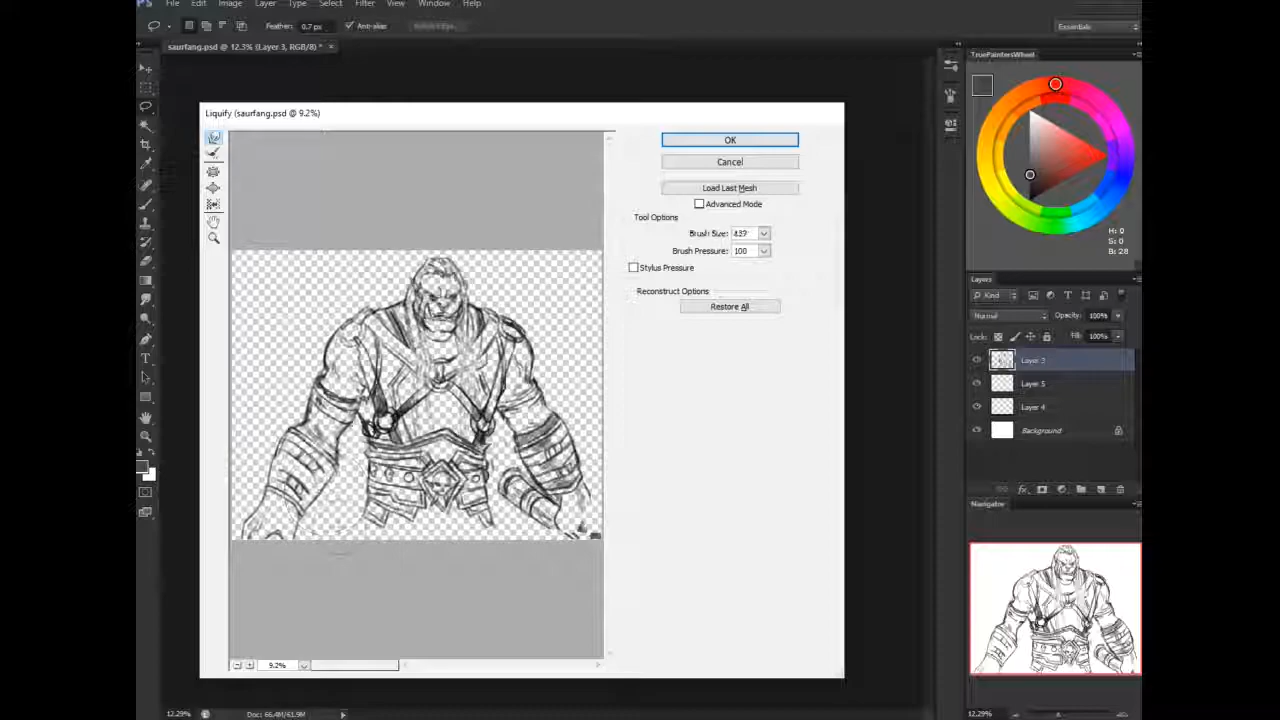 PS File Edit Image Layer Type Select Filter View Window Help
Feather: 0.7 px Anti-alias
Essentials
saurfang.psd @ 12.3% (Layer 3, RGB/8) * ×
TruePaintersWheel
Liquify (saurfang.psd @ 9.2%)
OK
Cancel
Load Last Mesh
Advanced Mode
Tool Options
Brush Size:
Brush Pressure: 100
Stylus Pressure
Reconstruct Options
Restore All
H: 0
S: 0
B: 28
Layers
Kind
Normal Opacity: 100%
Lock: Fill: 100%
Layer 3
Layer 5
Layer 4
Background
fx
Navigator
9.2%
12.29% Doc: 66.4M/61.9M
12.29%